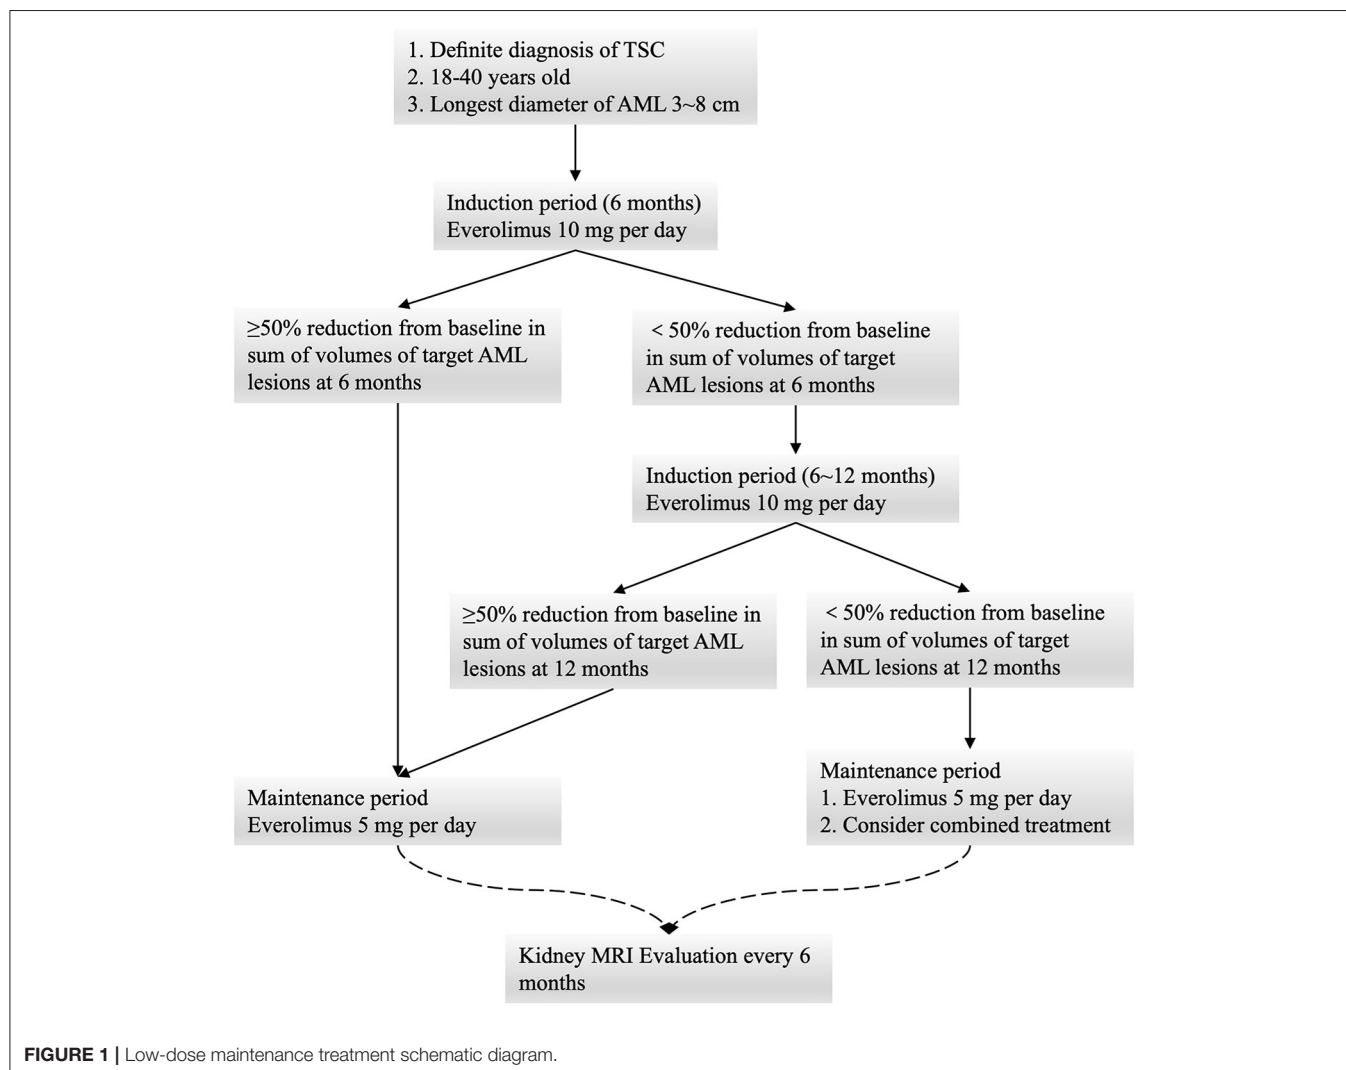 1. Definite diagnosis of TSC
2. 18-40 years old
3. Longest diameter of AML 3~8 cm
Induction period (6 months)
Everolimus 10 mg per day
≥50% reduction from baseline in
sum of volumes of target AML
lesions at 6 months
< 50% reduction from baseline
in sum of volumes of target
AML lesions at 6 months
Induction period (6~12 months)
Everolimus 10 mg per day
≥50% reduction from baseline in
sum of volumes of target AML
lesions at 12 months
< 50% reduction from baseline
in sum of volumes of target
AML lesions at 12 months
Maintenance period
Everolimus 5 mg per day
Maintenance period
1. Everolimus 5 mg per day
2. Consider combined treatment
Kidney MRI Evaluation every 6
months
FIGURE 1 | Low-dose maintenance treatment schematic diagram.